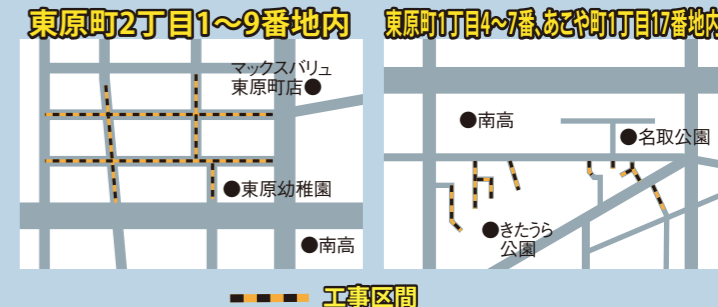 東原町2丁目1〜9番地内
マックスバリュ
東原町店●
●東原幼稚園
●南高
東原町1丁目4〜7番、あこや町1丁目17番地内
●南高
●名取公園
●きたうら
公園
工事区間